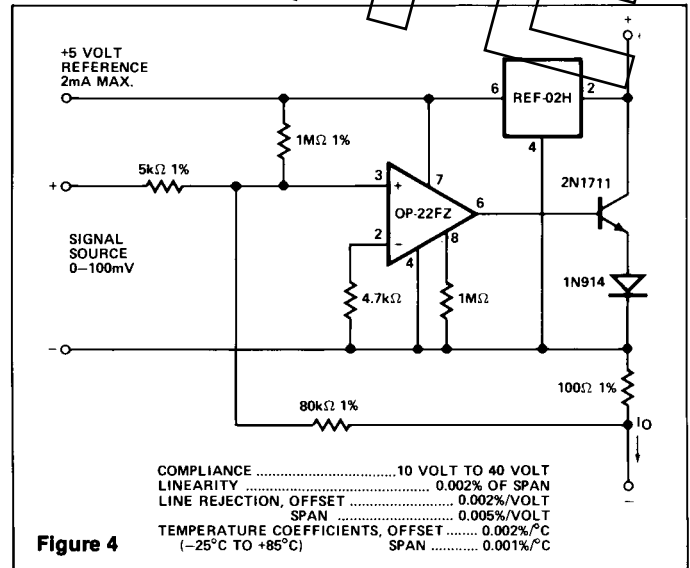 +5 VOLT
REFERENCE
2mA MAX.
+
6
REF-02H
2
4
1MΩ 1%
5kΩ 1%
+
3
+
7
2N1711
OP-22FZ
6
2
−
8
4
SIGNAL
SOURCE
0–100mV
1N914
4.7kΩ
1MΩ
−
100Ω 1%
80kΩ 1%
IO
−
COMPLIANCE ............................. 10 VOLT TO 40 VOLT
LINEARITY ...................................... 0.002% OF SPAN
LINE REJECTION, OFFSET ..................... 0.002%/VOLT
SPAN ...................... 0.005%/VOLT
TEMPERATURE COEFFICIENTS, OFFSET ....... 0.002%/°C
(−25°C TO +85°C) SPAN ............ 0.001%/°C
Figure 4